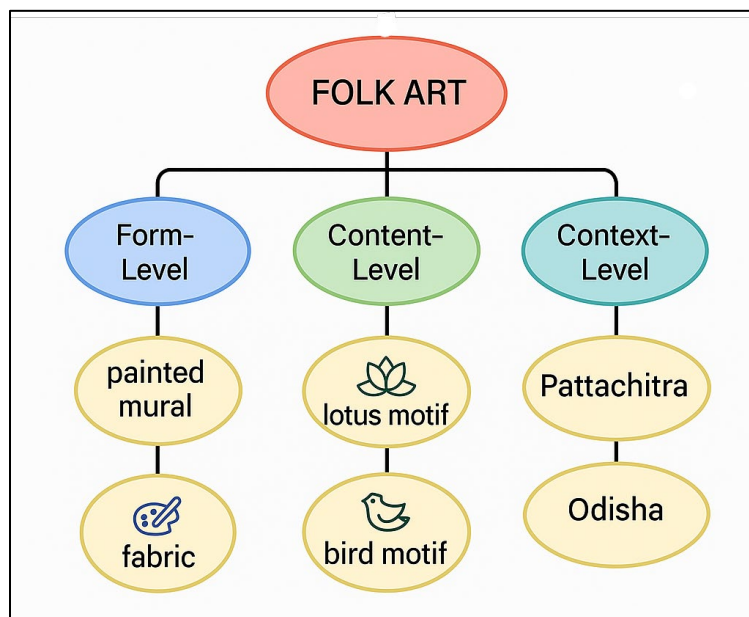 FOLK ART
Form-
Level
Content-
Level
Context-
Level
painted
mural
lotus motif
Pattachitra
fabric
bird motif
Odisha